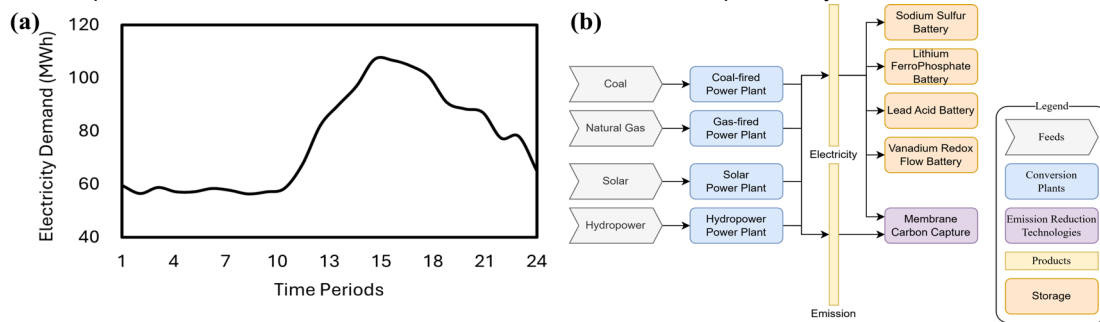 (a)
Electricity Demand (MWh)
120
100
80
60
40
1 4 7 10 13 15 18 21 24
Time Periods
(b)
Coal
Natural Gas
Solar
Hydropower
Coal-fired
Power Plant
Gas-fired
Power Plant
Solar
Power Plant
Hydropower
Power Plant
Electricity
Emission
Sodium Sulfur
Battery
Lithium
FerroPhosphate
Battery
Lead Acid Battery
Vanadium Redox
Flow Battery
Membrane
Carbon Capture
Legend
Feeds
Conversion
Plants
Emission Reduction
Technologies
Products
Storage